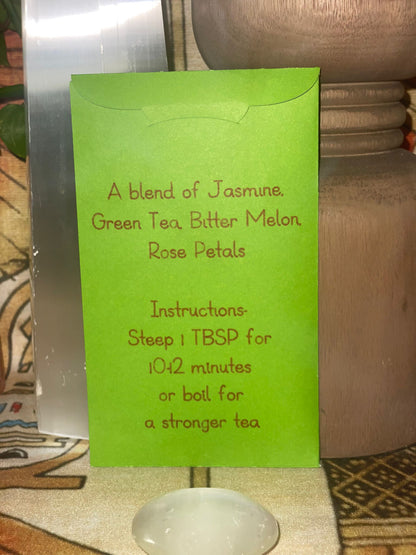 A blend of Jasmine,
Green Tea, Bitter Melon,
Rose Petals
Instructions-
Steep 1 TBSP for
10-12 minutes
or boil for
a stronger tea